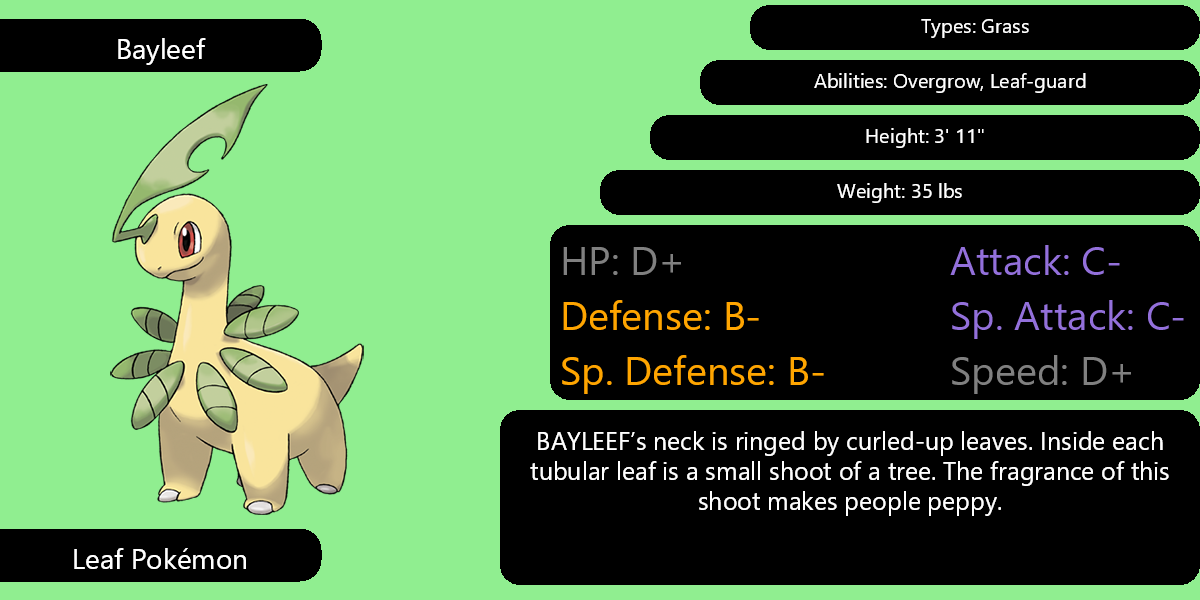 Bayleef
Types: Grass
Abilities: Overgrow, Leaf-guard
Height: 3' 11"
Weight: 35 lbs
HP: D+
Attack: C-
Defense: B-
Sp. Attack: C-
Sp. Defense: B-
Speed: D+
BAYLEEF’s neck is ringed by curled-up leaves. Inside each
tubular leaf is a small shoot of a tree. The fragrance of this
shoot makes people peppy.
Leaf Pokémon